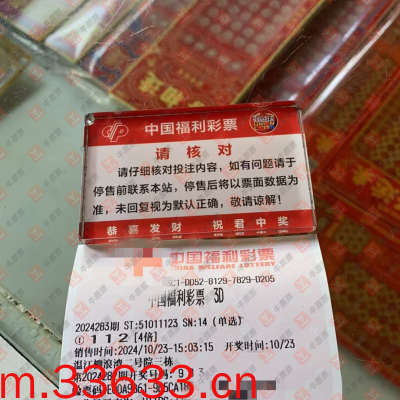 中国福利彩票
请核对
请仔细核对投注内容，如有问题请于
停售前联系本站，停售后将以票面数据为
准，未回复视为默认正确，敬请谅解！
恭喜发财 祝君中奖
中国福利彩票
CHINA WELFARE LOTTERY
中国福利彩票 3D
2024283期 ST:51011123 SN:14 (单选)
① 1 1 2 [4倍]
销售时间:2024/10/23-15:03:15 开奖时间:10/23
m.33633.cn